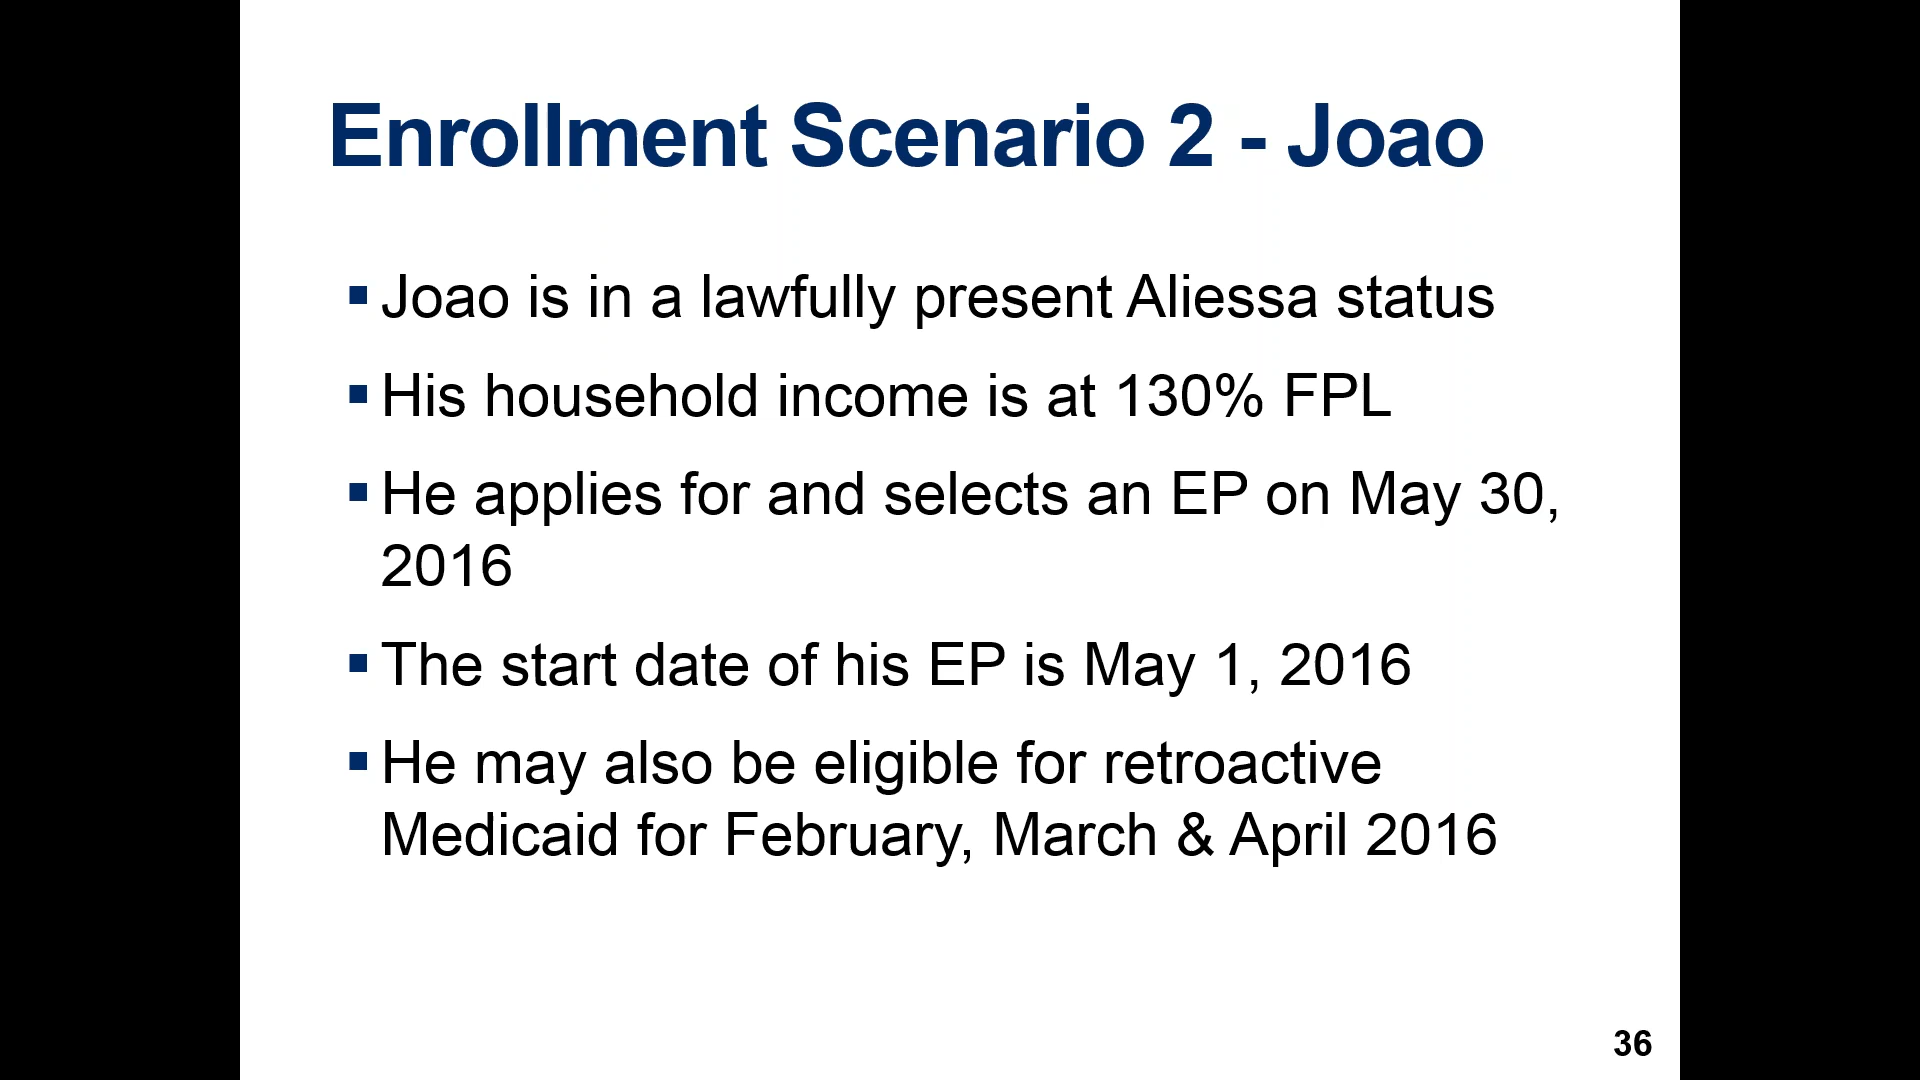 Enrollment Scenario 2 - Joao
▪ Joao is in a lawfully present Aliessa status
▪ His household income is at 130% FPL
▪ He applies for and selects an EP on May 30,
2016
▪ The start date of his EP is May 1, 2016
▪ He may also be eligible for retroactive
Medicaid for February, March & April 2016
36